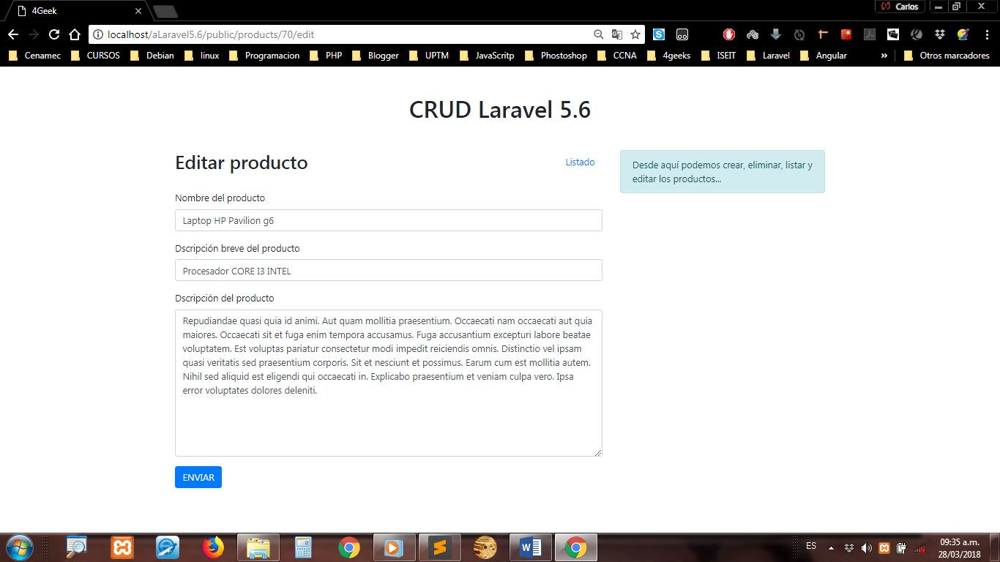 4Geek
Carlos
localhost/aLaravel5.6/public/products/70/edit
Cenamec
CURSOS
Debian
linux
Programacion
PHP
Blogger
UPTM
JavaScritp
Photoshop
CCNA
4geeks
ISEIT
Laravel
Angular
»
Otros marcadores
CRUD Laravel 5.6
Editar producto
Listado
Desde aquí podemos crear, eliminar, listar y
editar los productos...
Nombre del producto
Laptop HP Pavilion g6
Dscripción breve del producto
Procesador CORE I3 INTEL
Dscripción del producto
Repudiandae quasi quia id animi. Aut quam mollitia praesentium. Occaecati nam occaecati aut quia
maiores. Occaecati sit et fuga enim tempora accusamus. Fuga accusantium excepturi labore beatae
voluptatem. Est voluptas pariatur consectetur modi impedit reiciendis omnis. Distinctio vel ipsam
quasi veritatis sed praesentium corporis. Sit et nesciunt et possimus. Earum cum est mollitia autem.
Nihil sed aliquid est eligendi qui occaecati in. Explicabo praesentium et veniam culpa vero. Ipsa
error voluptates dolores deleniti.
ENVIAR
ES
09:35 a.m.
28/03/2018